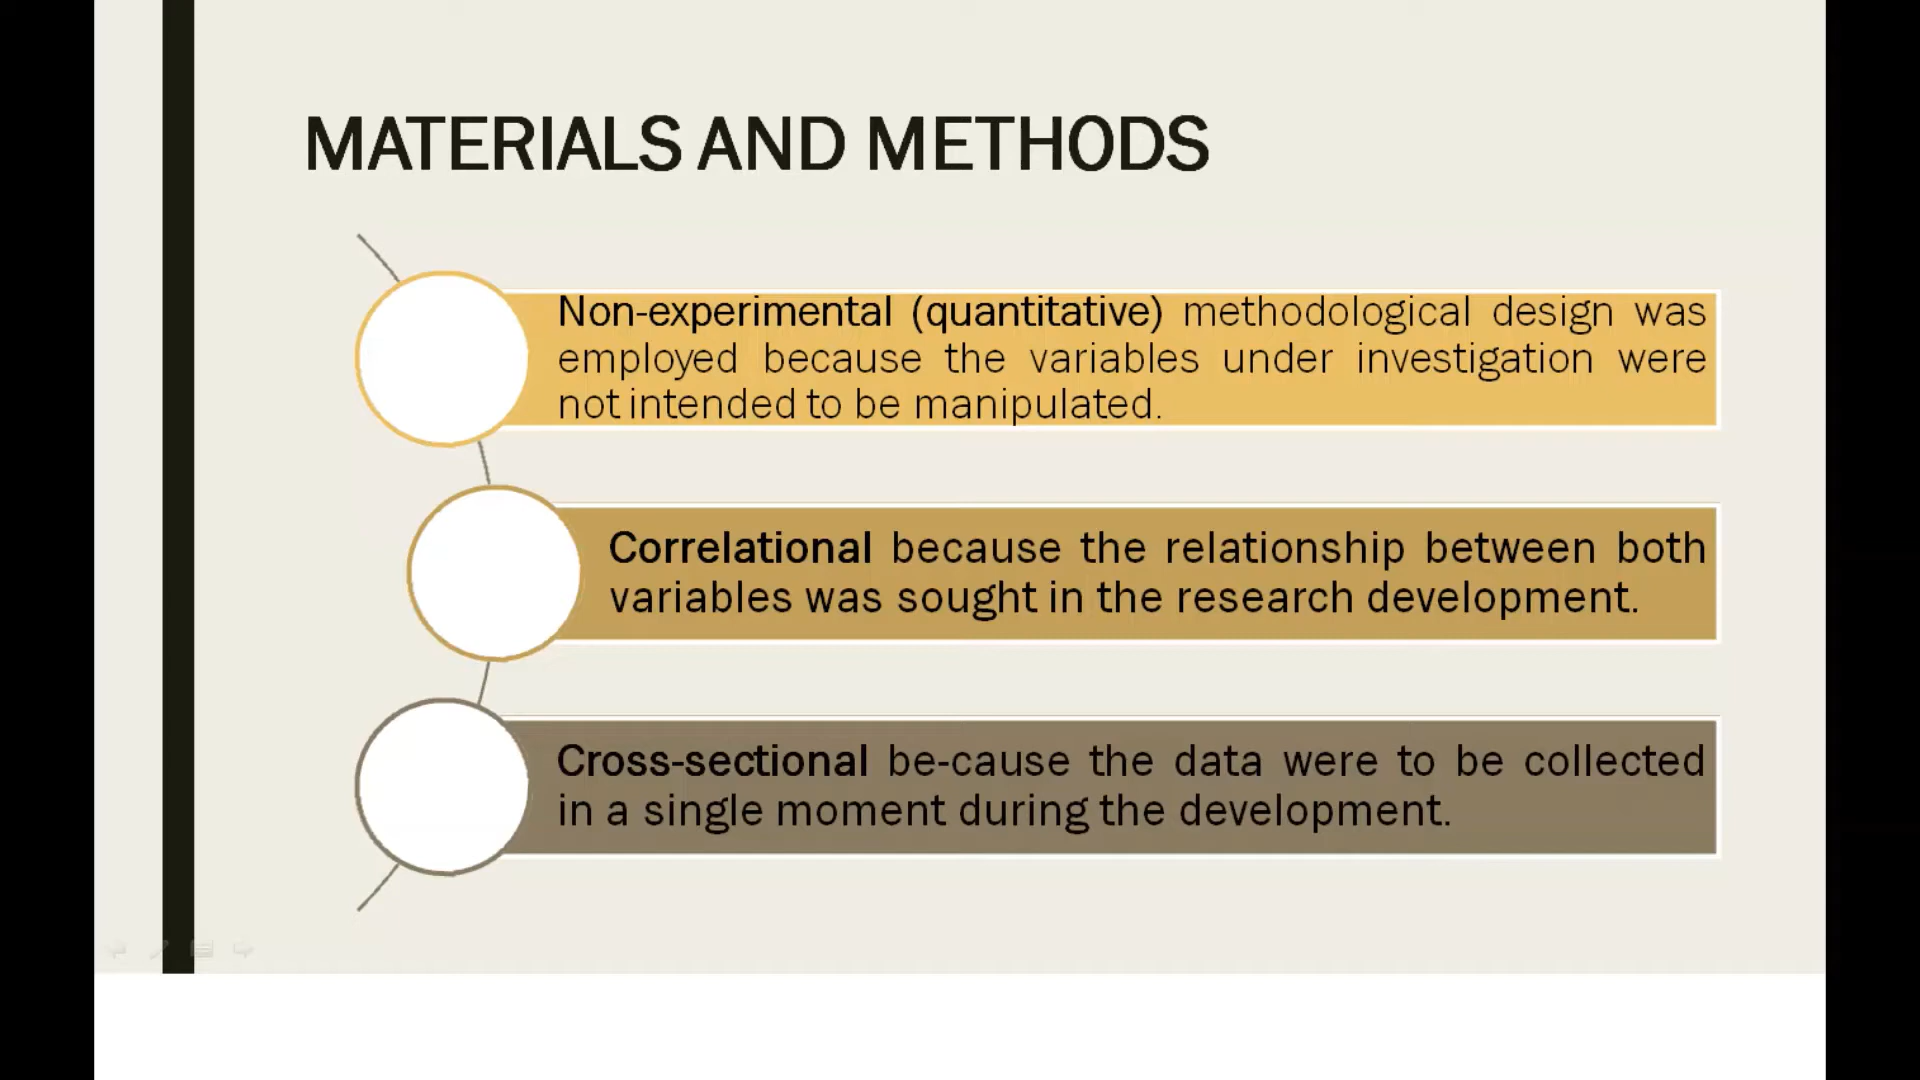 MATERIALS AND METHODS
Non-experimental (quantitative) methodological design was
employed because the variables under investigation were
not intended to be manipulated.
Correlational because the relationship between both
variables was sought in the research development.
Cross-sectional be-cause the data were to be collected
in a single moment during the development.